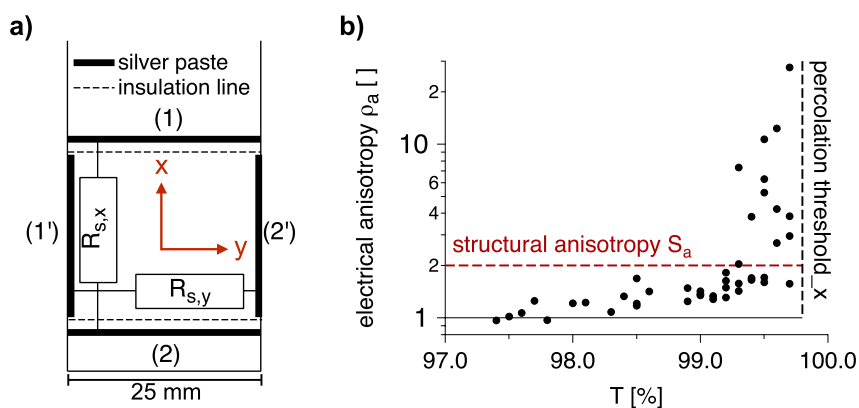 a)
silver paste
insulation line
(1)
x
y
(1')
(2')
R_s,x
R_s,y
(2)
25 mm
b)
electrical anisotropy ρ_a [ ]
2
10
6
4
2
1
structural anisotropy S_a
percolation threshold_x
97.0 98.0 99.0 100.0
T [%]